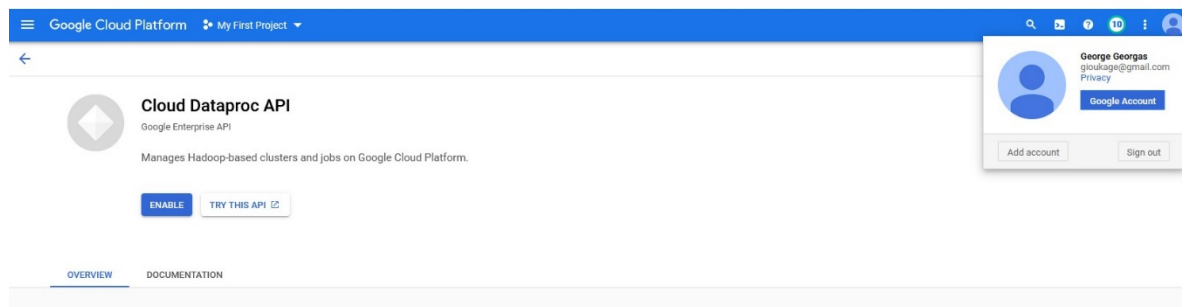 Google Cloud Platform My First Project
10
George Georgas
gioukage@gmail.com
Privacy
Google Account
Add account Sign out
Cloud Dataproc API
Google Enterprise API
Manages Hadoop-based clusters and jobs on Google Cloud Platform.
ENABLE TRY THIS API
OVERVIEW DOCUMENTATION